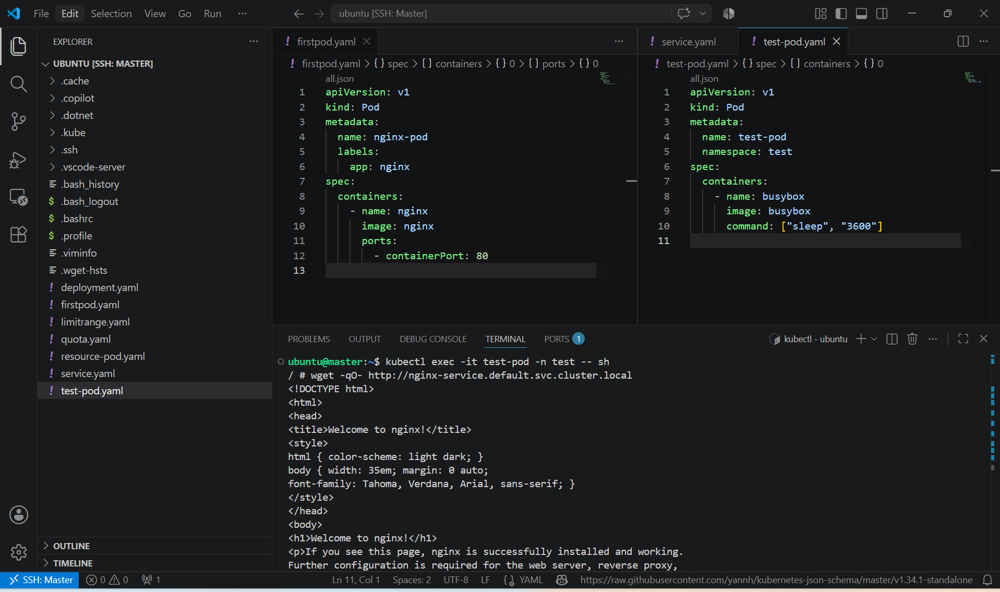 File Edit Selection View Go Run ···
ubuntu [SSH: Master]
EXPLORER
UBUNTU [SSH: MASTER]
.cache
.copilot
.dotnet
.kube
.ssh
.vscode-server
.bash_history
$ .bash_logout
$ .bashrc
$ .profile
.viminfo
.wget-hsts
! deployment.yaml
! firstpod.yaml
! limitrange.yaml
! quota.yaml
! resource-pod.yaml
! service.yaml
! test-pod.yaml
OUTLINE
TIMELINE
! firstpod.yaml
! firstpod.yaml > {} spec > [] containers > {} 0 > [] ports > {} 0
all.json
1 apiVersion: v1
2 kind: Pod
3 metadata:
4   name: nginx-pod
5   labels:
6     app: nginx
7 spec:
8   containers:
9     - name: nginx
10       image: nginx
11       ports:
12         - containerPort: 80
13
! service.yaml ! test-pod.yaml
! test-pod.yaml > {} spec > [] containers > {} 0
all.json
1 apiVersion: v1
2 kind: Pod
3 metadata:
4   name: test-pod
5   namespace: test
6 spec:
7   containers:
8     - name: busybox
9       image: busybox
10       command: ["sleep", "3600"]
11
PROBLEMS OUTPUT DEBUG CONSOLE TERMINAL PORTS 1
kubectl - ubuntu
ubuntu@master:~$ kubectl exec -it test-pod -n test -- sh
/ # wget -qO- http://nginx-service.default.svc.cluster.local
<!DOCTYPE html>
<html>
<head>
<title>Welcome to nginx!</title>
<style>
html { color-scheme: light dark; }
body { width: 35em; margin: 0 auto;
font-family: Tahoma, Verdana, Arial, sans-serif; }
</style>
</head>
<body>
<h1>Welcome to nginx!</h1>
<p>If you see this page, nginx is successfully installed and working.
Further configuration is required for the web server, reverse proxy,
SSH: Master 0 0 1 Ln 11, Col 1 Spaces: 2 UTF-8 LF YAML https://raw.githubusercontent.com/yannh/kubernetes-json-schema/master/v1.34.1-standalone